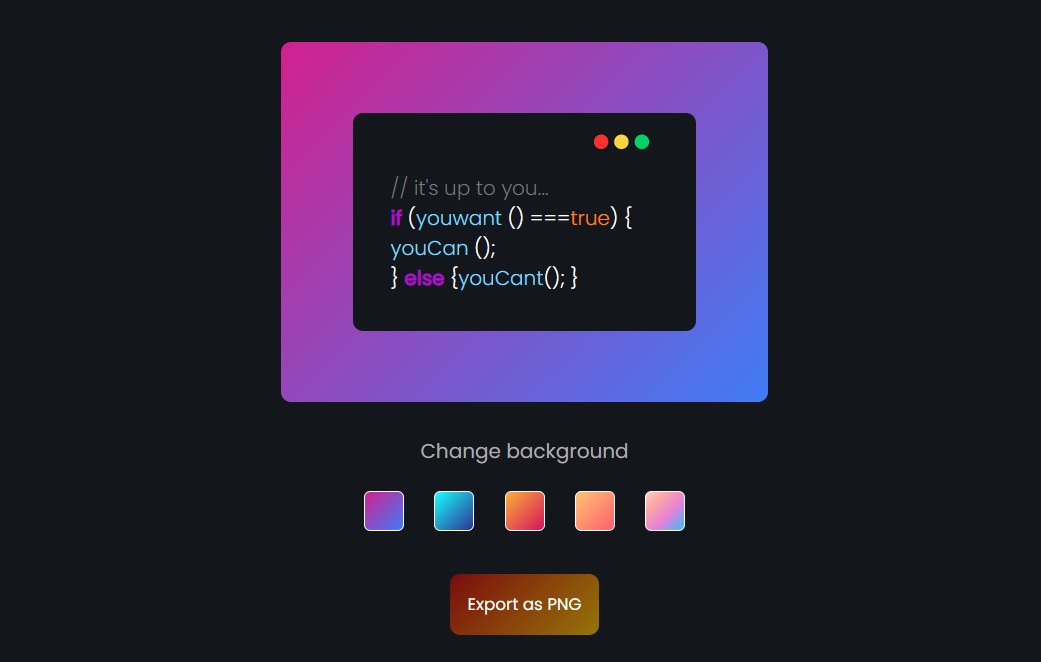 // it's up to you...
if (youwant () ===true) {
youCan ();
} else {youCant(); }
Change background
Export as PNG